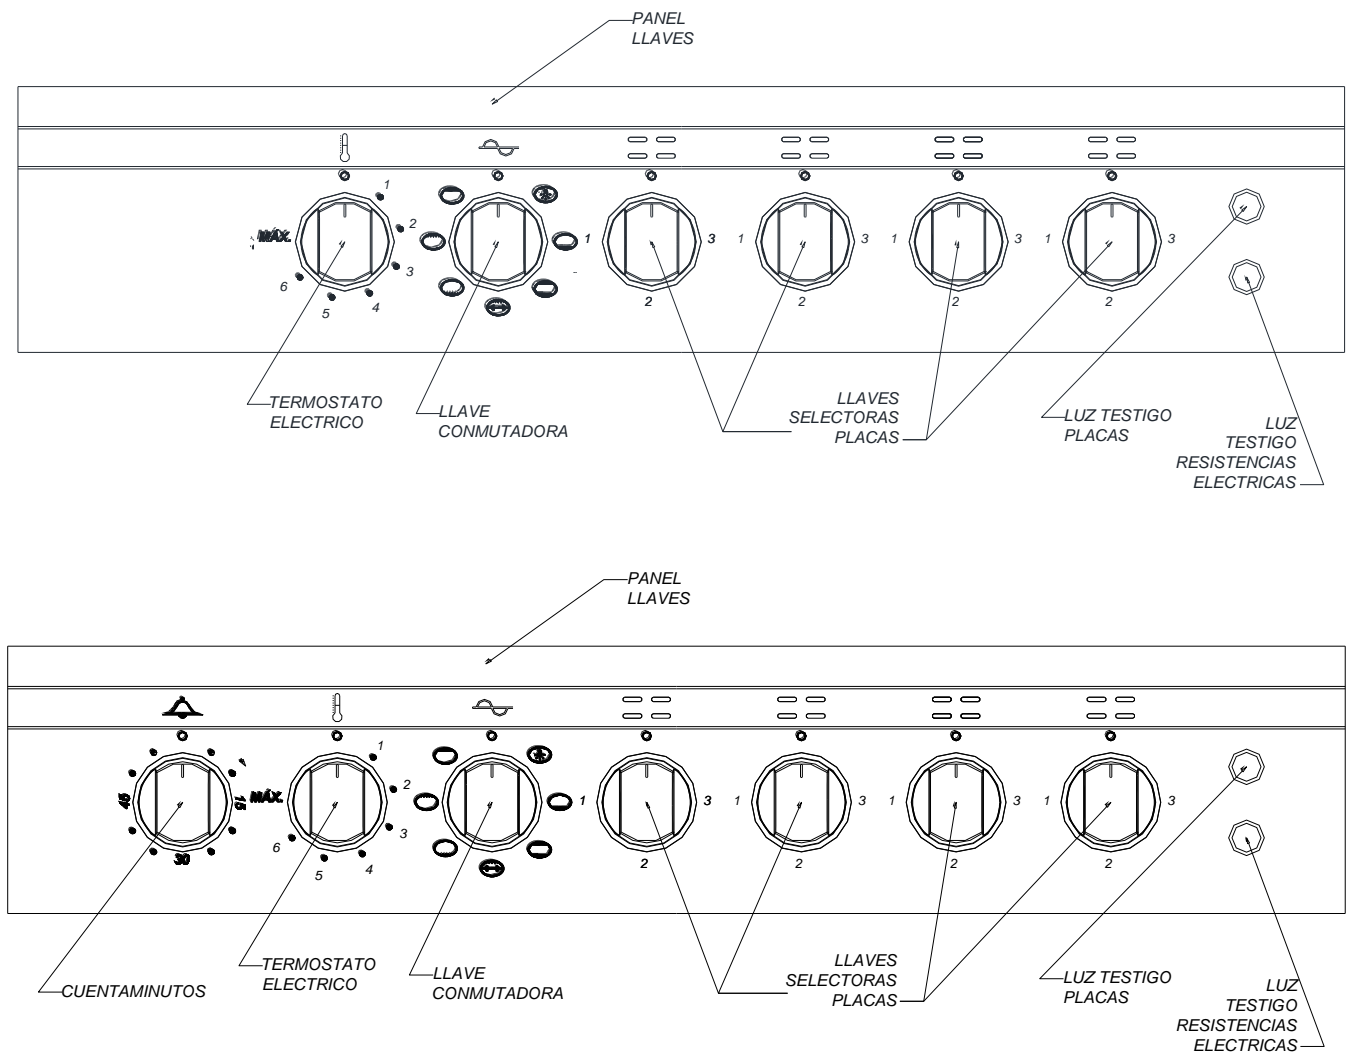 PANEL
LLAVES
1
2
3
4
5
6
MÁX.
1
2
3
1
2
3
1
2
3
1
2
3
TERMOSTATO
ELECTRICO
LLAVE
CONMUTADORA
LLAVES
SELECTORAS
PLACAS
LUZ TESTIGO
PLACAS
LUZ
TESTIGO
RESISTENCIAS
ELECTRICAS
PANEL
LLAVES
15
30
45
1
2
3
4
5
6
MÁX.
1
2
3
1
2
3
1
2
3
1
2
3
CUENTAMINUTOS
TERMOSTATO
ELECTRICO
LLAVE
CONMUTADORA
LLAVES
SELECTORAS
PLACAS
LUZ TESTIGO
PLACAS
LUZ
TESTIGO
RESISTENCIAS
ELECTRICAS